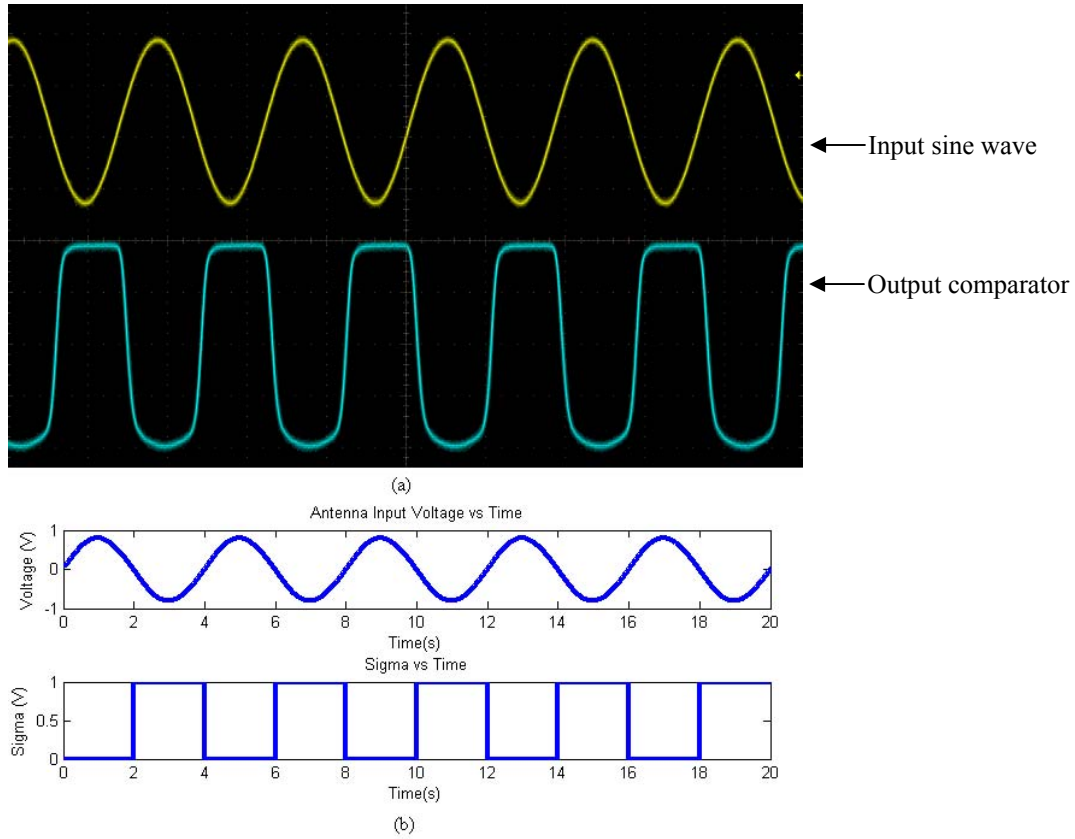 Input sine wave
Output comparator
(a)
Antenna Input Voltage vs Time
Voltage (V)
1
0
-1
0 2 4 6 8 10 12 14 16 18 20
Time(s)
Sigma vs Time
Sigma (V)
1
0.5
0
0 2 4 6 8 10 12 14 16 18 20
Time(s)
(b)